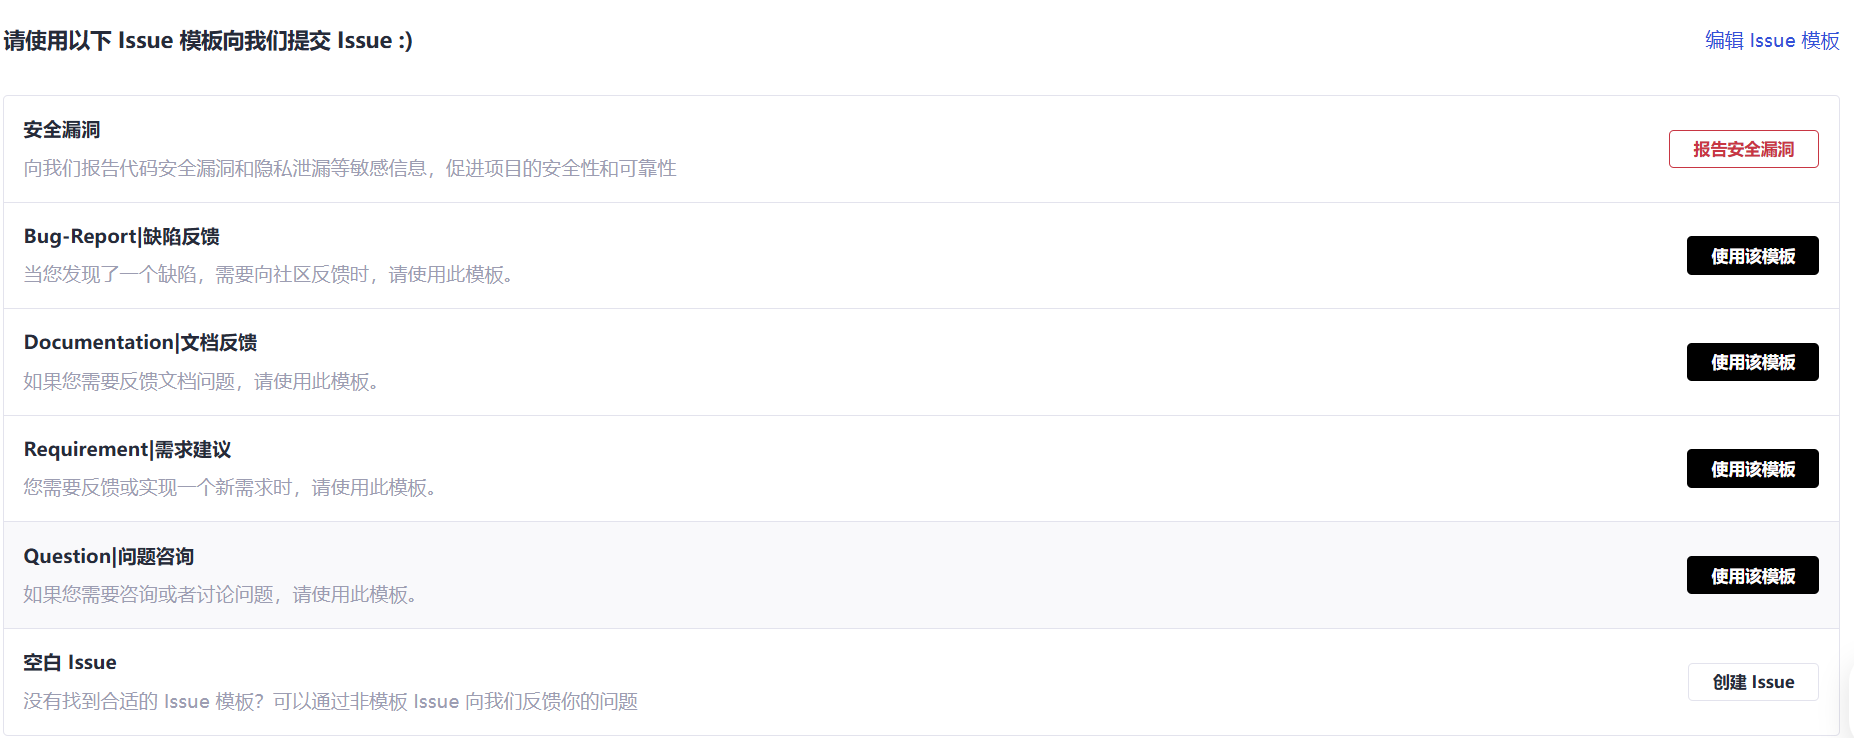 请使用以下 Issue 模板向我们提交 Issue :)
编辑 Issue 模板
安全漏洞
向我们报告代码安全漏洞和隐私泄漏等敏感信息，促进项目的安全性和可靠性
报告安全漏洞
Bug-Report|缺陷反馈
当您发现了一个缺陷，需要向社区反馈时，请使用此模板。
使用该模板
Documentation|文档反馈
如果您需要反馈文档问题，请使用此模板。
使用该模板
Requirement|需求建议
您需要反馈或实现一个新需求时，请使用此模板。
使用该模板
Question|问题咨询
如果您需要咨询或者讨论问题，请使用此模板。
使用该模板
空白 Issue
没有找到合适的 Issue 模板？可以通过非模板 Issue 向我们反馈你的问题
创建 Issue